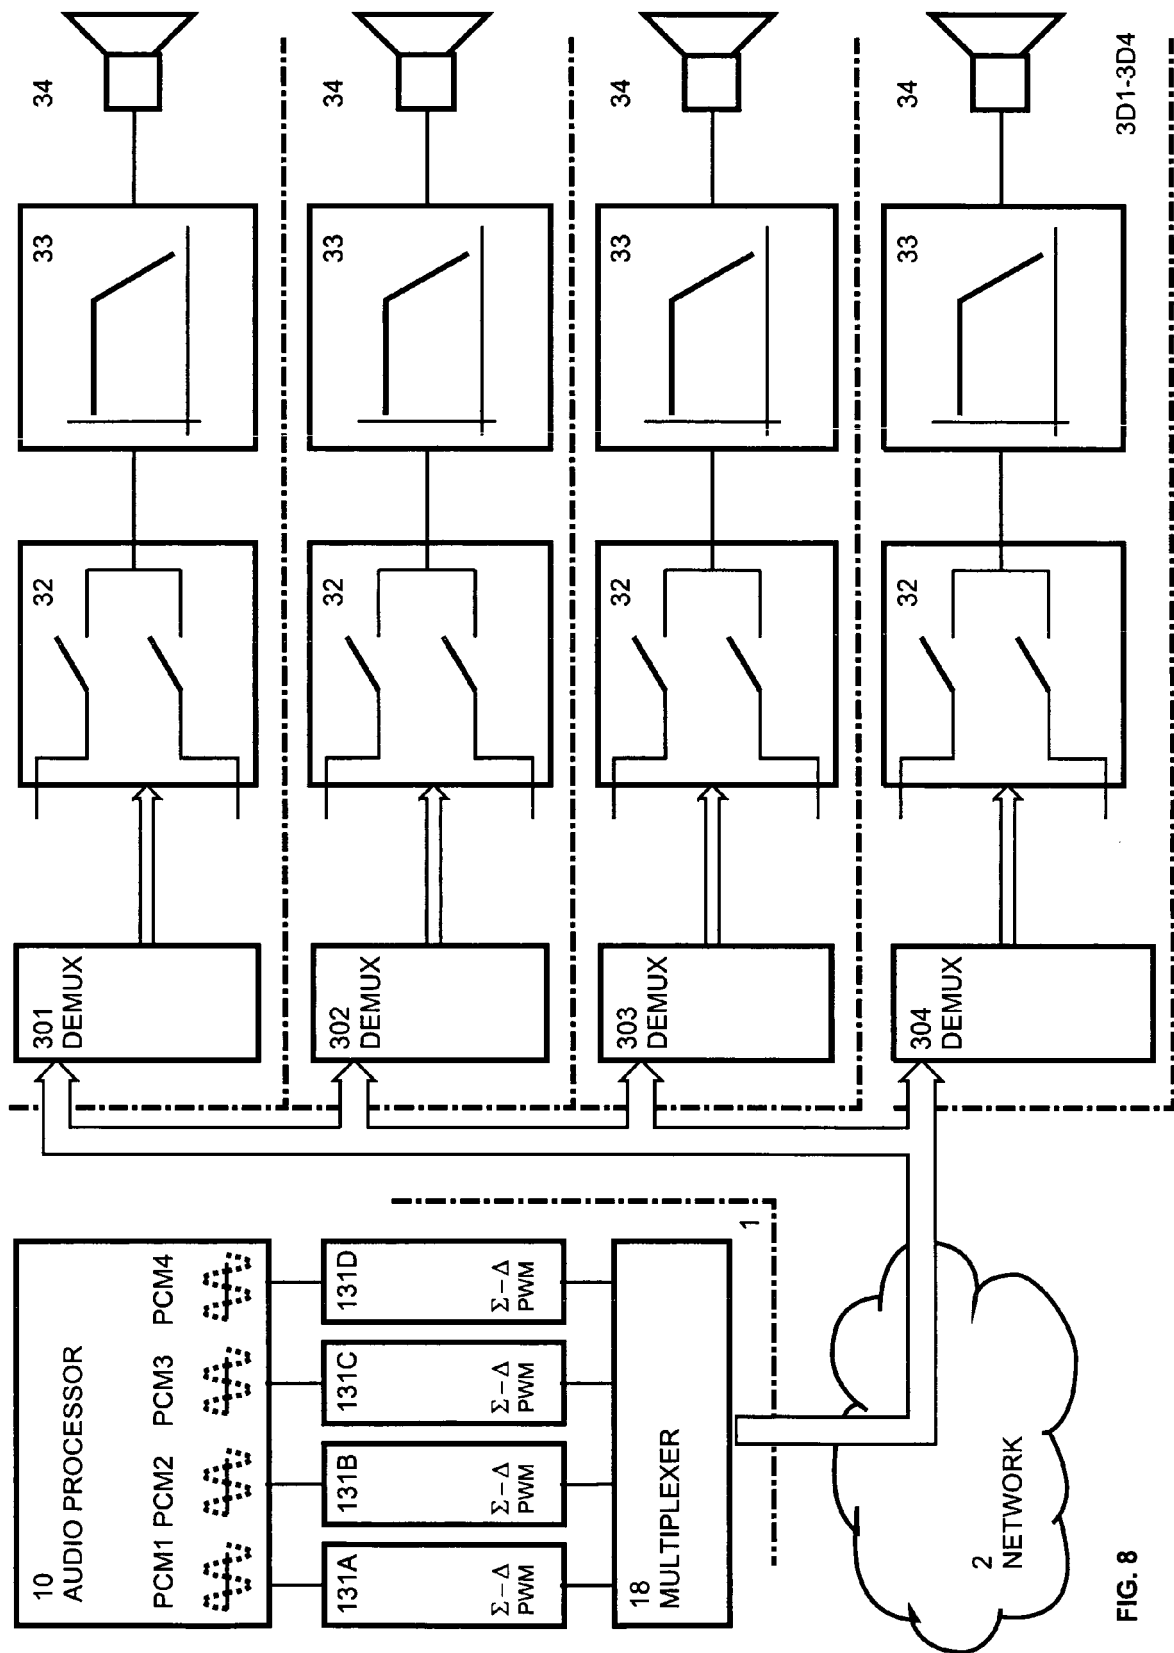 10
AUDIO PROCESSOR
PCM1 PCM2 PCM3 PCM4
131A
Σ–Δ
PWM
131B
Σ–Δ
PWM
131C
Σ–Δ
PWM
131D
Σ–Δ
PWM
18
MULTIPLEXER
1
2
NETWORK
301
DEMUX
32
33
34
302
DEMUX
32
33
34
303
DEMUX
32
33
34
304
DEMUX
32
33
34
3D1-3D4
FIG. 8